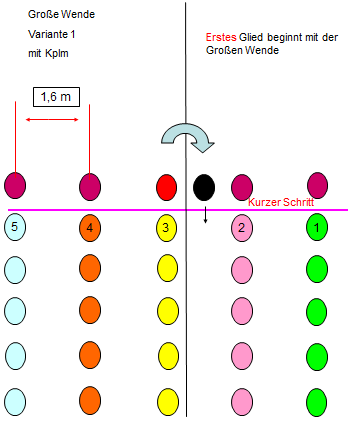 Große Wende
Variante 1
mit Kplm
Erstes Glied beginnt mit der
Großen Wende
1,6 m
Kurzer Schritt
5 4 3 2 1